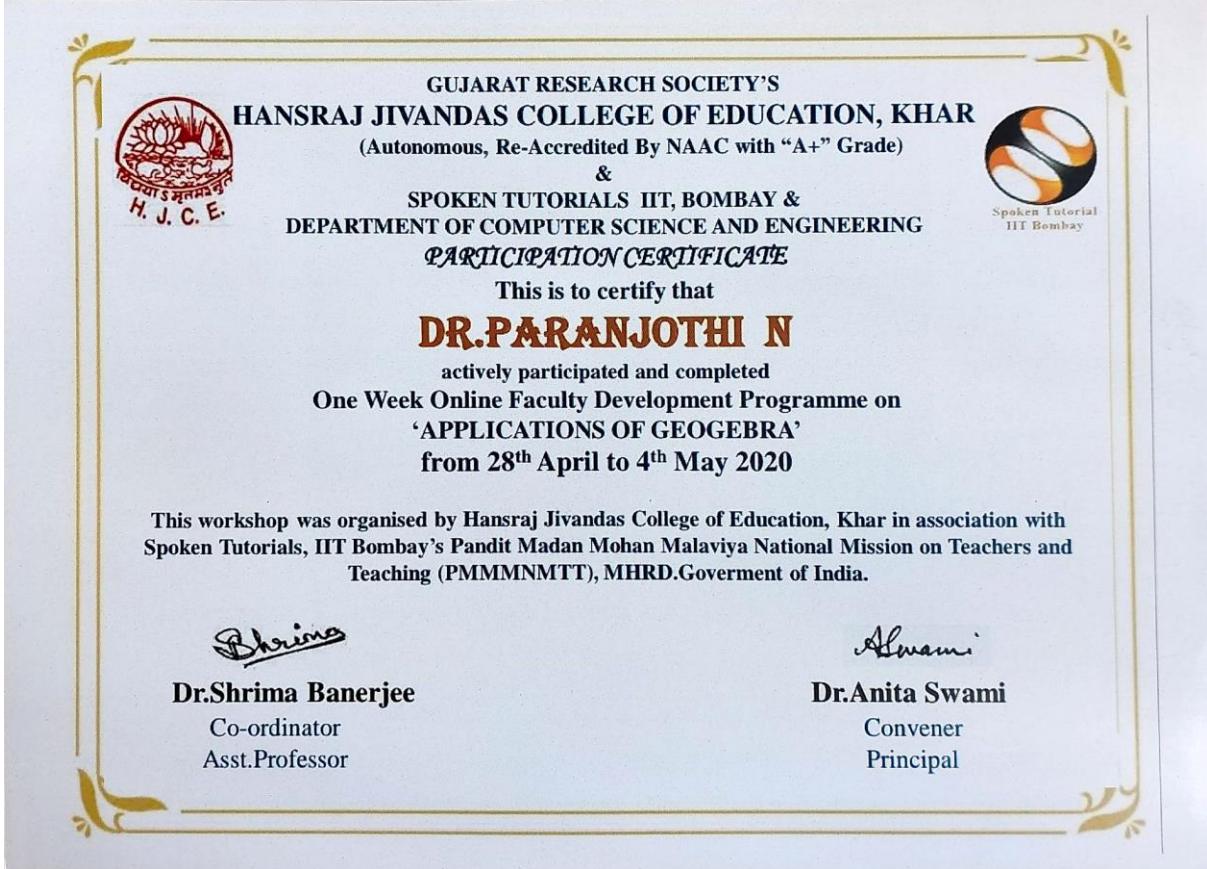 GUJARAT RESEARCH SOCIETY'S
HANSRAJ JIVANDAS COLLEGE OF EDUCATION, KHAR
(Autonomous, Re-Accredited By NAAC with “A+” Grade)
&
SPOKEN TUTORIALS IIT, BOMBAY &
DEPARTMENT OF COMPUTER SCIENCE AND ENGINEERING
विद्ययाऽमृतमश्नुते
H. J. C. E.
Spoken Tutorial
IIT Bombay
PARTICIPATION CERTIFICATE
This is to certify that
DR.PARANJOTHI N
actively participated and completed
One Week Online Faculty Development Programme on
‘APPLICATIONS OF GEOGEBRA’
from 28th April to 4th May 2020
This workshop was organised by Hansraj Jivandas College of Education, Khar in association with
Spoken Tutorials, IIT Bombay’s Pandit Madan Mohan Malaviya National Mission on Teachers and
Teaching (PMMMNMTT), MHRD.Goverment of India.
Shrima
ASwami
Dr.Shrima Banerjee
Dr.Anita Swami
Co-ordinator
Convener
Asst.Professor
Principal